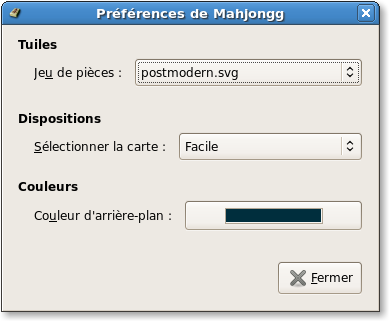 Préférences de Mahjongg
Tuiles
Jeu de pièces :
postmodern.svg
Dispositions
Sélectionner la carte :
Facile
Couleurs
Couleur d'arrière-plan :
Fermer